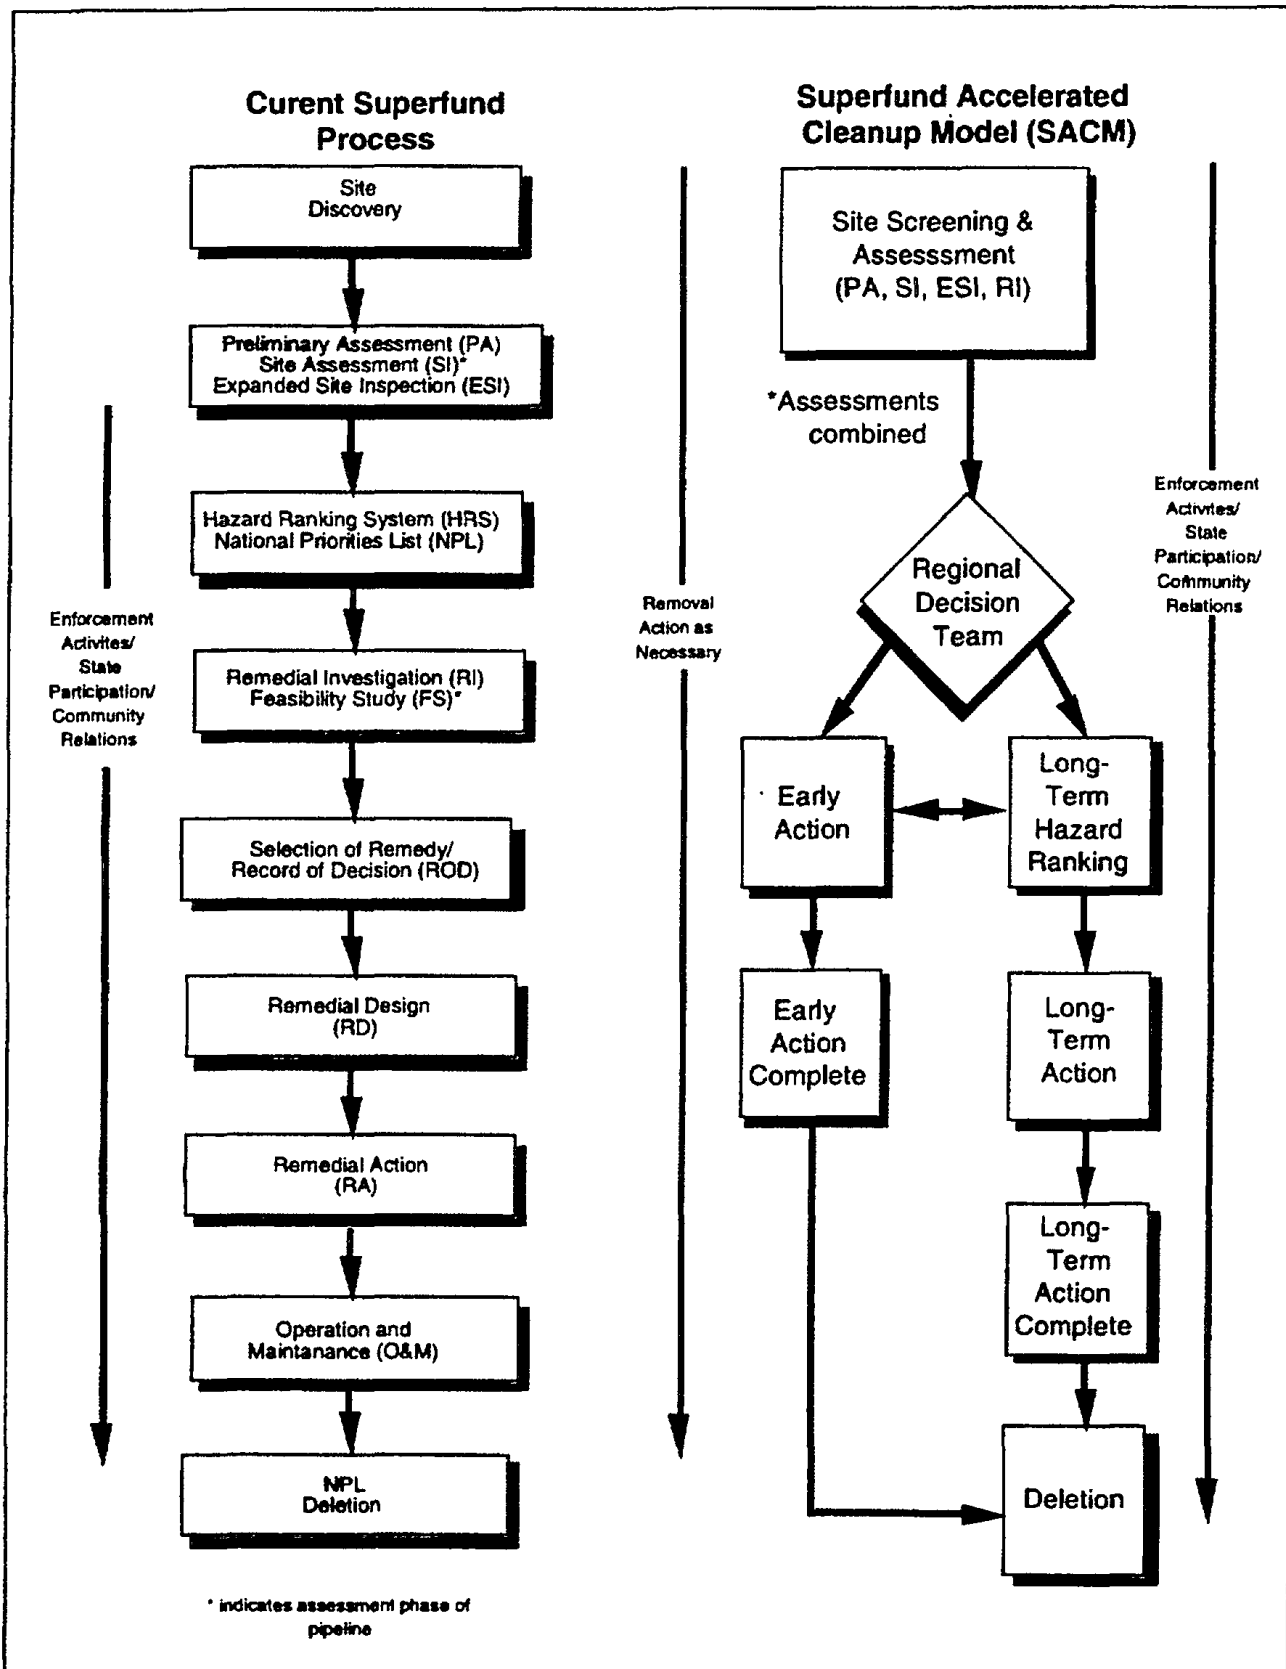 Curent Superfund
Process
Site
Discovery
Preliminary Assessment (PA)
Site Assessment (SI)*
Expanded Site Inspection (ESI)
Hazard Ranking System (HRS)
National Priorities List (NPL)
Enforcement
Activites/
State
Participation/
Community
Relations
Remedial Investigation (RI)
Feasibility Study (FS)*
Selection of Remedy/
Record of Decision (ROD)
Remedial Design
(RD)
Remedial Action
(RA)
Operation and
Maintanance (O&M)
NPL
Deletion
* indicates assessment phase of
pipeline
Removal
Action as
Necessary
Superfund Accelerated
Cleanup Model (SACM)
Site Screening &
Assesssment
(PA, SI, ESI, RI)
*Assessments
combined
Regional
Decision
Team
Enforcement
Activites/
State
Participation/
Community
Relations
Early
Action
Long-
Term
Hazard
Ranking
Early
Action
Complete
Long-
Term
Action
Long-
Term
Action
Complete
Deletion